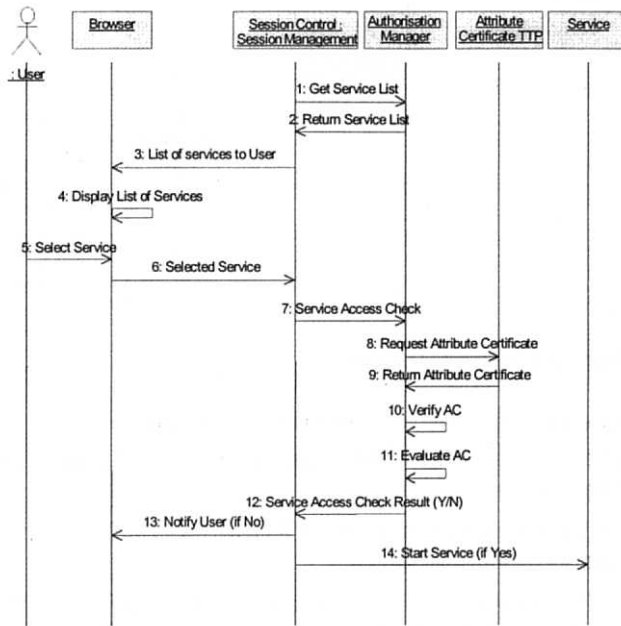 Browser
Session Control :
Session Management
Authorisation
Manager
Attribute
Certificate TTP
Service
: User
1: Get Service List
2: Return Service List
3: List of services to User
4: Display List of Services
5: Select Service
6: Selected Service
7: Service Access Check
8: Request Attribute Certificate
9: Return Attribute Certificate
10: Verify AC
11: Evaluate AC
12: Service Access Check Result (Y/N)
13: Notify User (if No)
14: Start Service (if Yes)